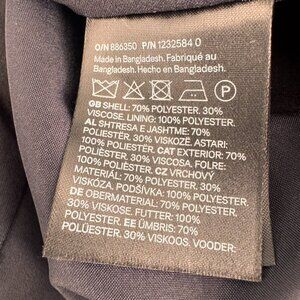 O/N 886350 P/N 1232584 0
Made in Bangladesh. Fabriqué au
Bangladesh. Hecho en Bangladesh.
P
GB SHELL: 70% POLYESTER. 30%
VISCOSE. LINING: 100% POLYESTER.
AL SHTRESA E JASHTME: 70%
POLIESTËR. 30% VISKOZË. ASTARI:
100% POLIESTËR. CAT EXTERIOR: 70%
POLIÈSTER. 30% VISCOSA. FOLRE:
100% POLIÈSTER. CZ VRCHOVÝ
MATERIÁL: 70% POLYESTER. 30%
VISKÓZA. PODŠÍVKA: 100% POLYESTER.
DE OBERMATERIAL: 70% POLYESTER.
30% VISKOSE. FUTTER: 100%
POLYESTER. EE ÜMBRIS: 70%
POLÜESTER. 30% VISKOOS. VOODER: